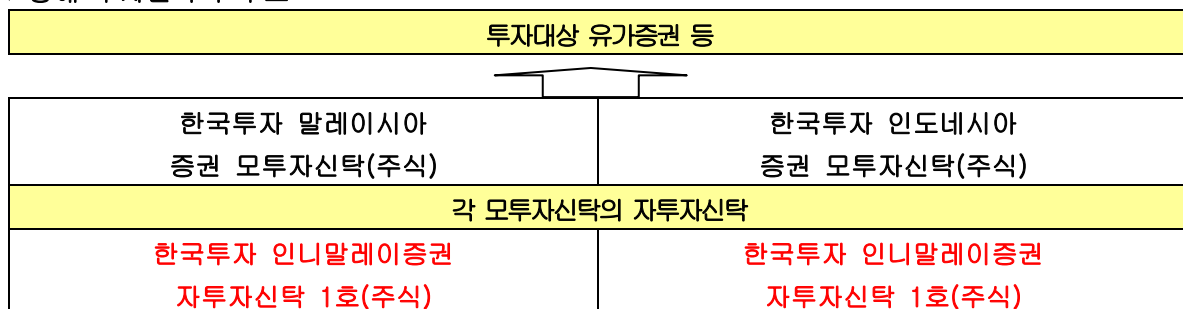 투자대상 유가증권 등
한국투자 말레이시아
증권 모투자신탁(주식)
한국투자 인도네시아
증권 모투자신탁(주식)
각 모투자신탁의 자투자신탁
한국투자 인니말레이증권
자투자신탁 1호(주식)
한국투자 인니말레이증권
자투자신탁 1호(주식)